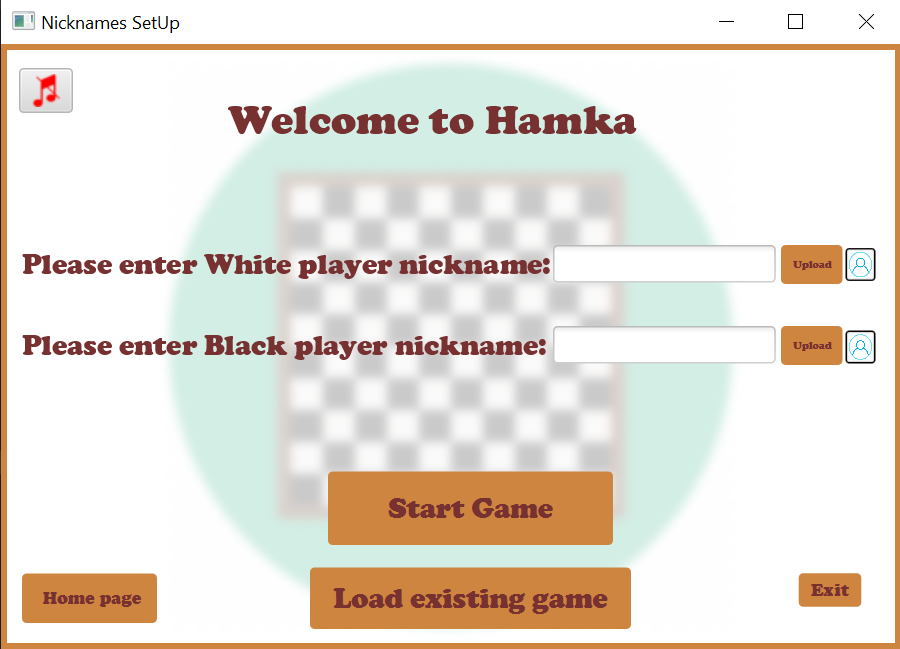 Nicknames SetUp
Welcome to Hamka
Please enter White player nickname:
Upload
Please enter Black player nickname:
Upload
Start Game
Load existing game
Home page
Exit